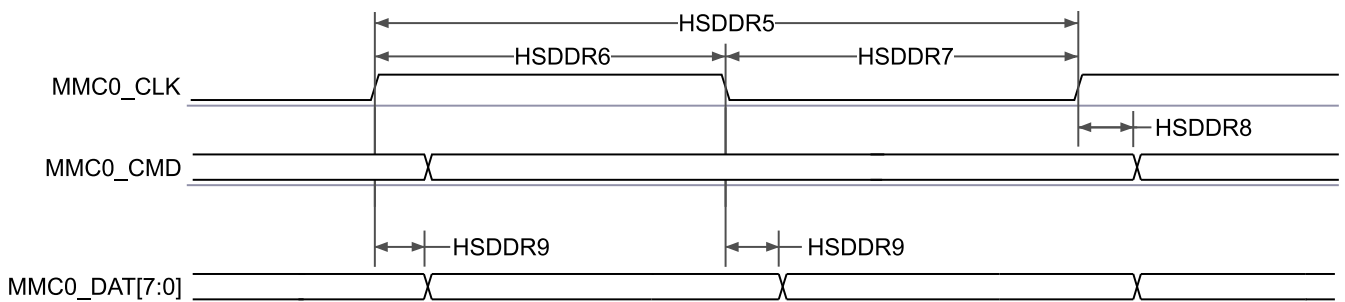 HSDDR5
HSDDR6 HSDDR7
MMC0_CLK
HSDDR8
MMC0_CMD
HSDDR9 HSDDR9
MMC0_DAT[7:0]